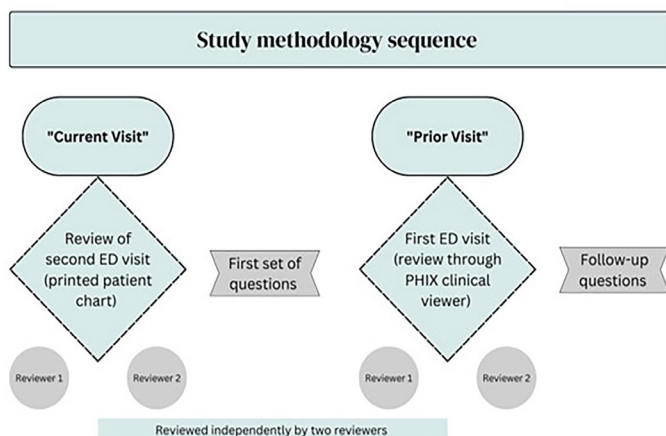 Study methodology sequence
"Current Visit"
"Prior Visit"
Review of
second ED visit
(printed patient
chart)
First set of
questions
First ED visit
(review through
PHIX clinical
viewer)
Follow-up
questions
Reviewer 1
Reviewer 2
Reviewer 1
Reviewer 2
Reviewed independently by two reviewers